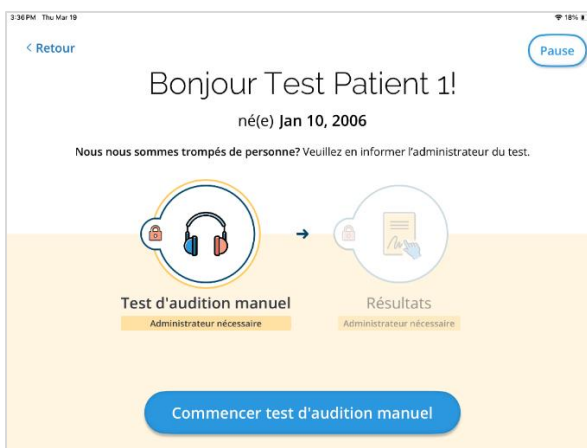 3:36 PM Thu Mar 19
18%
< Retour
Pause
Bonjour Test Patient 1!
né(e) Jan 10, 2006
Nous nous sommes trompés de personne? Veuillez en informer l'administrateur du test.
Test d'audition manuel
Administrateur nécessaire
Résultats
Administrateur nécessaire
Commencer test d'audition manuel